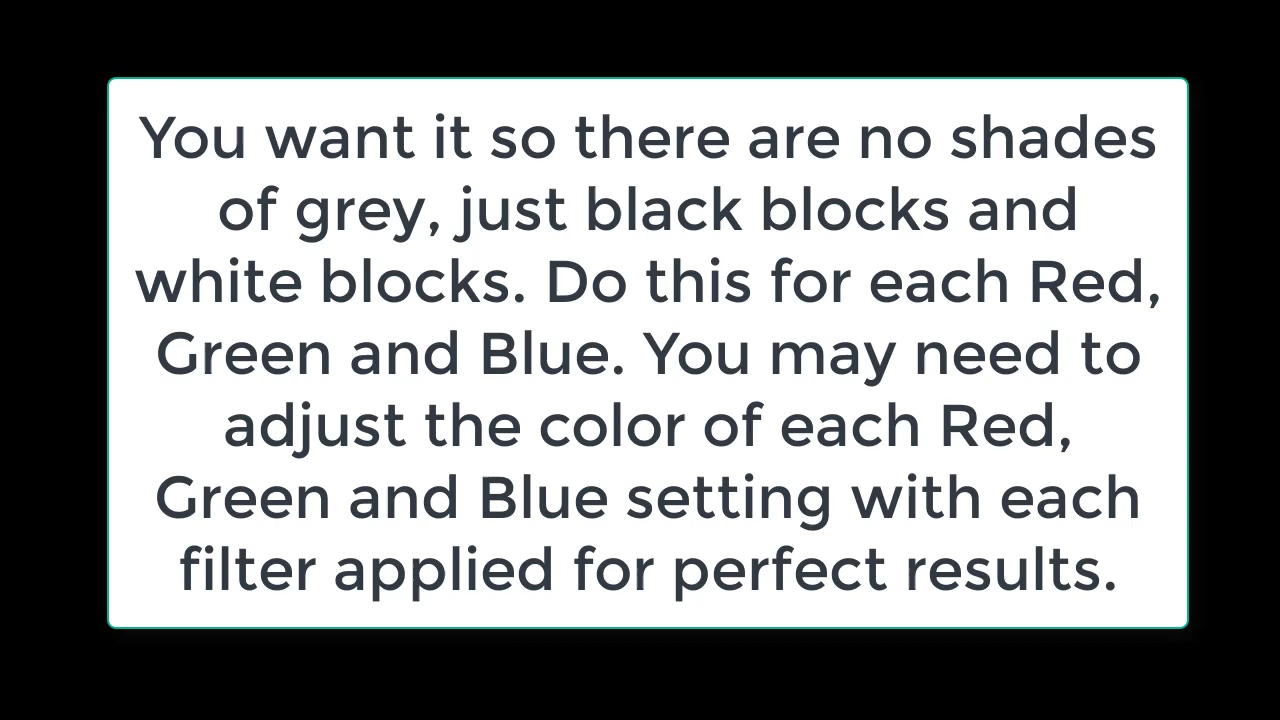 You want it so there are no shades
of grey, just black blocks and
white blocks. Do this for each Red,
Green and Blue. You may need to
adjust the color of each Red,
Green and Blue setting with each
filter applied for perfect results.